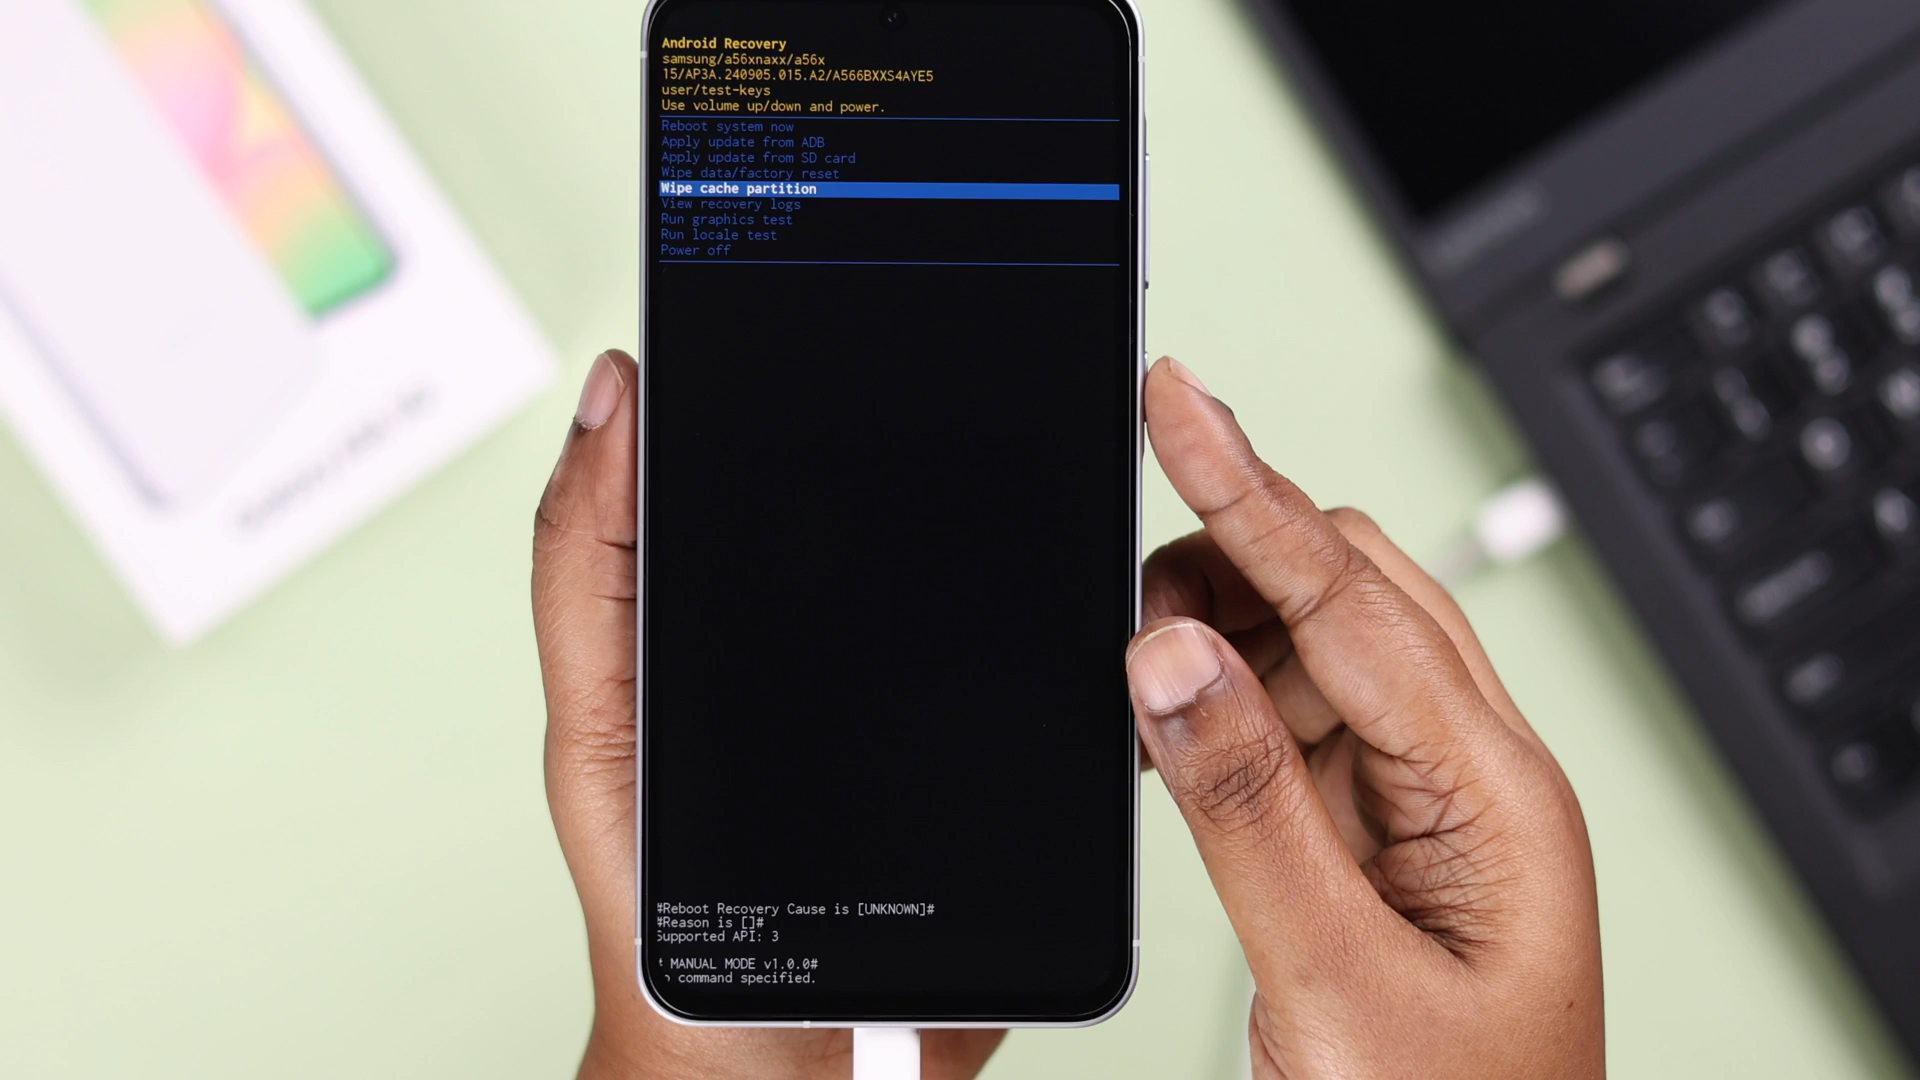 Android Recovery
samsung/a56xnaxx/a56x
15/AP3A.240905.015.A2/A566BXXS4AYE5
user/test-keys
Use volume up/down and power.
Reboot system now
Apply update from ADB
Apply update from SD card
Wipe data/factory reset
Wipe cache partition
View recovery logs
Run graphics test
Run locale test
Power off
#Reboot Recovery Cause is [UNKNOWN]#
#Reason is []#
Supported API: 3
MANUAL MODE v1.0.0#
command specified.